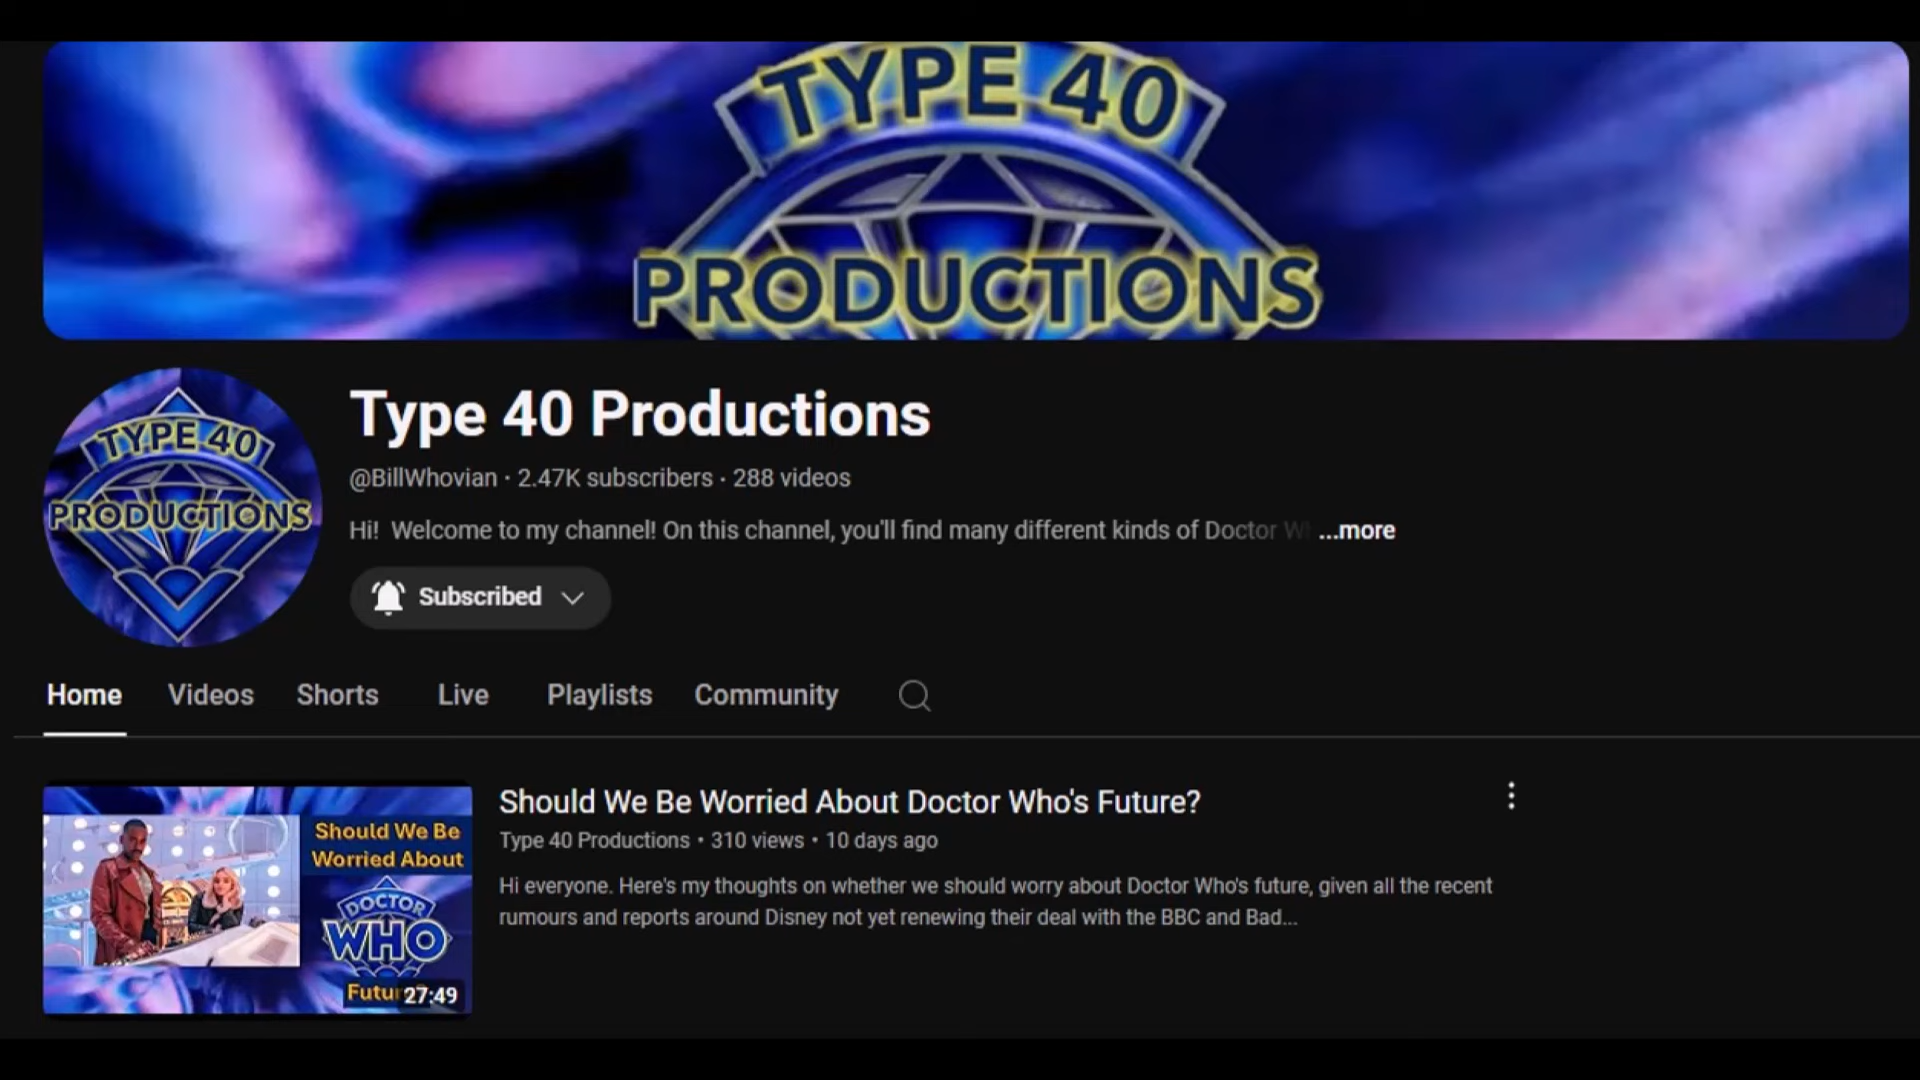 TYPE 40
PRODUCTIONS
TYPE 40
PRODUCTIONS
Type 40 Productions
@BillWhovian · 2.47K subscribers · 288 videos
Hi!  Welcome to my channel! On this channel, you'll find many different kinds of Doctor ...more
Subscribed
Home Videos Shorts Live Playlists Community
Should We Be
Worried About
DOCTOR
WHO
27:49
Should We Be Worried About Doctor Who's Future?
Type 40 Productions • 310 views • 10 days ago
Hi everyone. Here's my thoughts on whether we should worry about Doctor Who's future, given all the recent
rumours and reports around Disney not yet renewing their deal with the BBC and Bad...